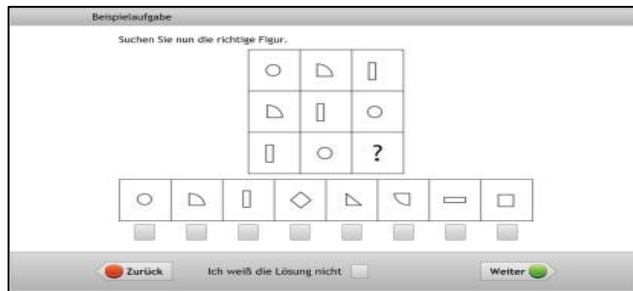 Beispielaufgabe
Suchen Sie nun die richtige Figur.
?
Zurück
Ich weiß die Lösung nicht
Weiter